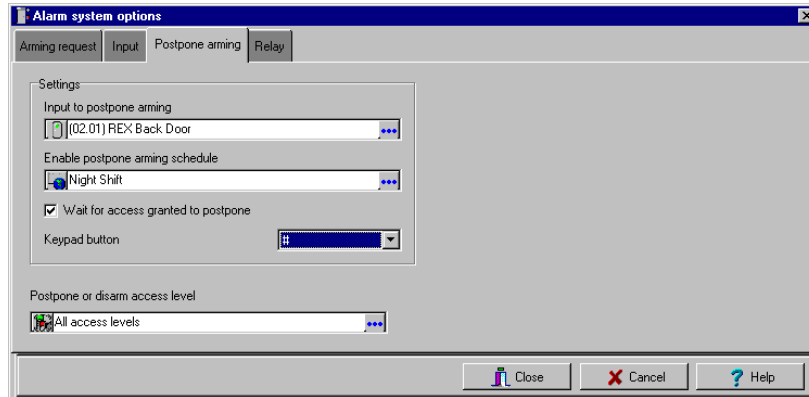 Alarm system options
Arming request Input Postpone arming Relay
Settings
Input to postpone arming
(02.01) REX Back Door
Enable postpone arming schedule
Night Shift
Wait for access granted to postpone
Keypad button #
Postpone or disarm access level
All access levels
Close Cancel Help